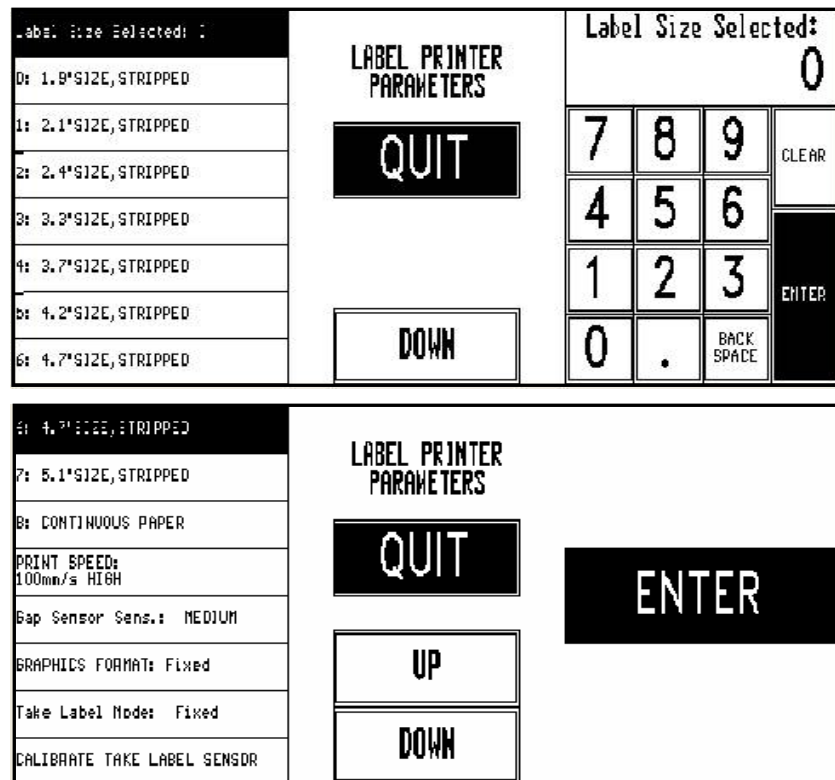 Label Size Selected:
0: 1.9"SIZE,STRIPPED
1: 2.1"SIZE,STRIPPED
2: 2.4"SIZE,STRIPPED
3: 3.3"SIZE,STRIPPED
4: 3.7"SIZE,STRIPPED
5: 4.2"SIZE,STRIPPED
6: 4.7"SIZE,STRIPPED
LABEL PRINTER
PARAMETERS
QUIT
DOWN
Label Size Selected:
0
7 8 9 CLEAR
4 5 6
1 2 3 ENTER
0 . BACK
SPACE
6: 4.7"SIZE,STRIPPED
7: 5.1"SIZE,STRIPPED
8: CONTINUOUS PAPER
PRINT SPEED:
100mm/s HIGH
Gap Sensor Sens.: MEDIUM
GRAPHICS FORMAT: Fixed
Take Label Mode: Fixed
CALIBRATE TAKE LABEL SENSOR
LABEL PRINTER
PARAMETERS
QUIT
UP
DOWN
ENTER